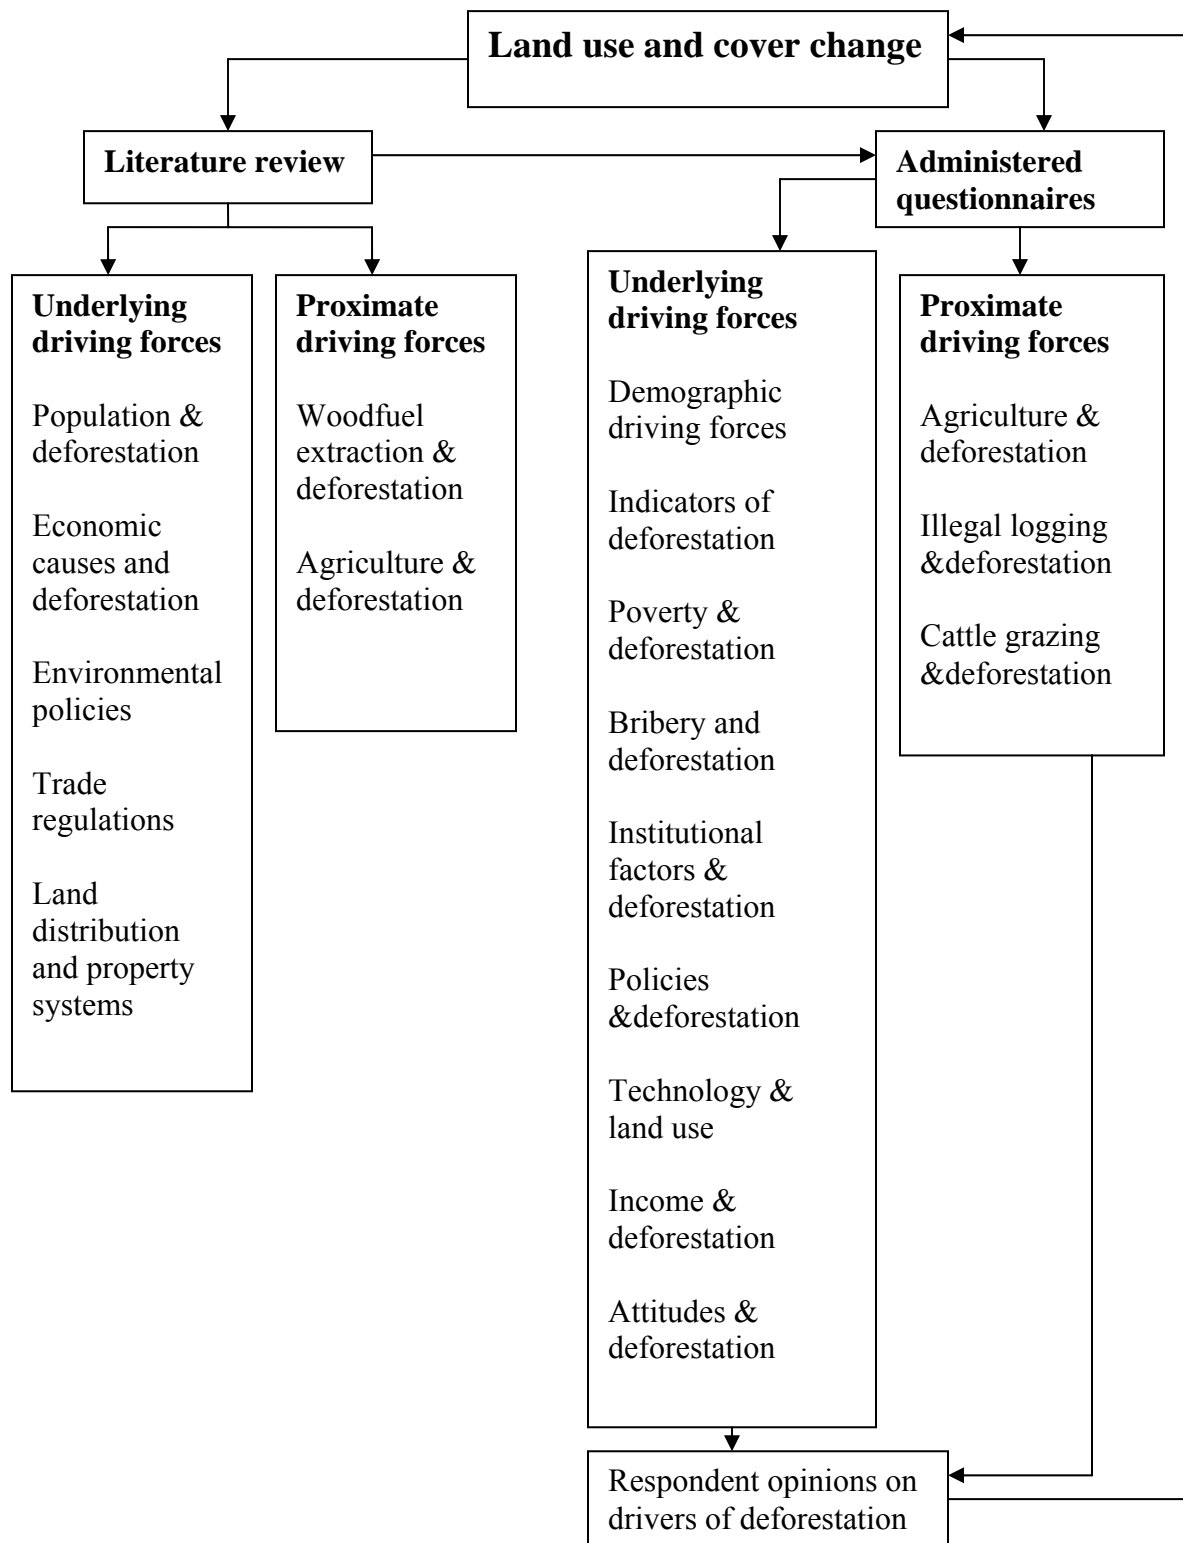 Land use and cover change
Literature review
Administered
questionnaires
Underlying
driving forces
Population &
deforestation
Economic
causes and
deforestation
Environmental
policies
Trade
regulations
Land
distribution
and property
systems
Proximate
driving forces
Woodfuel
extraction &
deforestation
Agriculture &
deforestation
Underlying
driving forces
Demographic
driving forces
Indicators of
deforestation
Poverty &
deforestation
Bribery and
deforestation
Institutional
factors &
deforestation
Policies
&deforestation
Technology &
land use
Income &
deforestation
Attitudes &
deforestation
Proximate
driving forces
Agriculture &
deforestation
Illegal logging
&deforestation
Cattle grazing
&deforestation
Respondent opinions on
drivers of deforestation